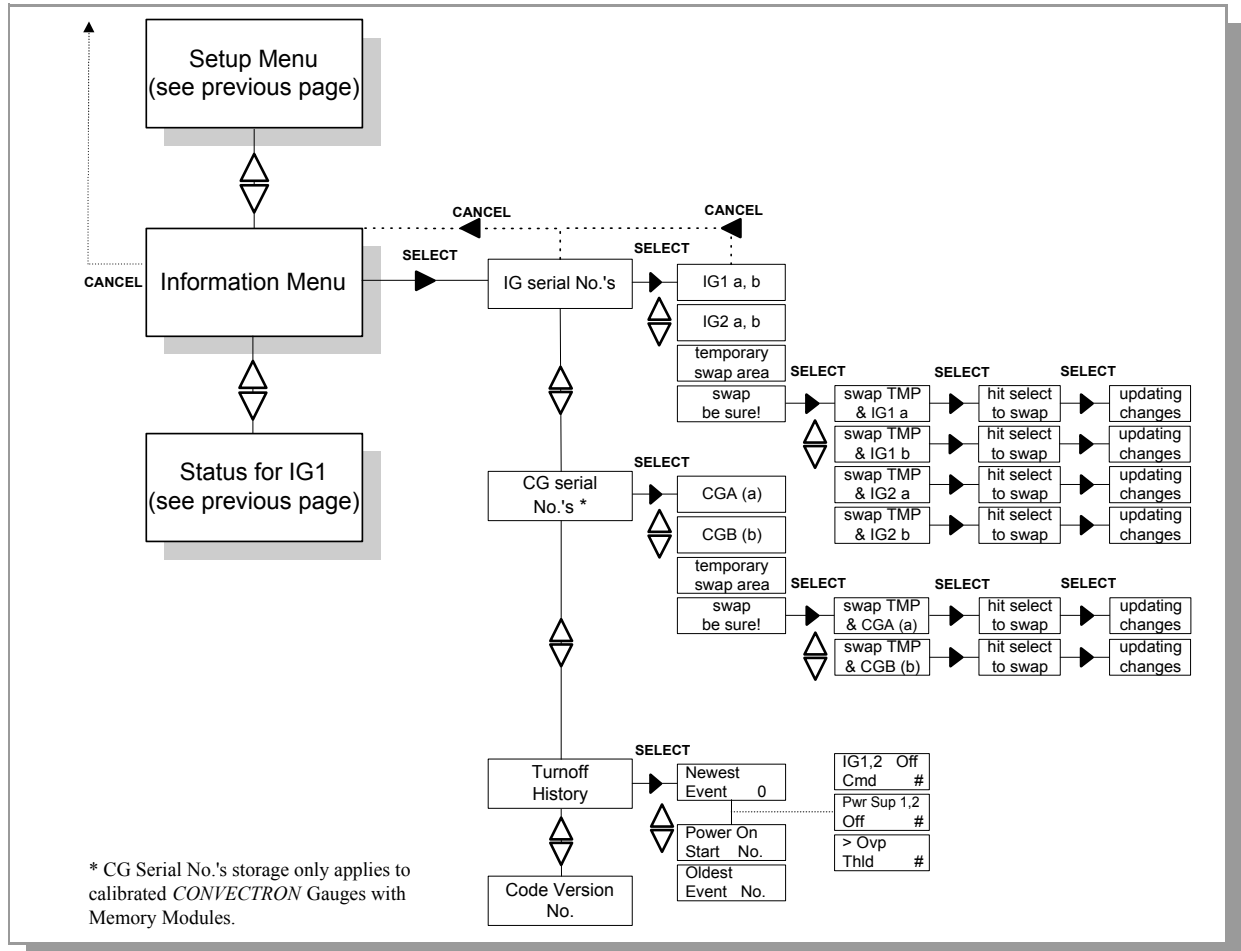 Setup Menu
(see previous page)
CANCEL
CANCEL
SELECT
SELECT
CANCEL
Information Menu
IG serial No.'s
IG1 a, b
IG2 a, b
temporary
swap area
swap
be sure!
SELECT
SELECT
SELECT
swap TMP
& IG1 a
hit select
to swap
updating
changes
swap TMP
& IG1 b
hit select
to swap
updating
changes
swap TMP
& IG2 a
hit select
to swap
updating
changes
swap TMP
& IG2 b
hit select
to swap
updating
changes
Status for IG1
(see previous page)
SELECT
CG serial
No.'s *
CGA (a)
CGB (b)
temporary
swap area
swap
be sure!
SELECT
SELECT
SELECT
swap TMP
& CGA (a)
hit select
to swap
updating
changes
swap TMP
& CGB (b)
hit select
to swap
updating
changes
SELECT
Turnoff
History
Newest
Event 0
Power On
Start No.
Oldest
Event No.
IG1,2 Off
Cmd #
Pwr Sup 1,2
Off #
> Ovp
Thld #
Code Version
No.
* CG Serial No.'s storage only applies to
calibrated CONVECTRON Gauges with
Memory Modules.